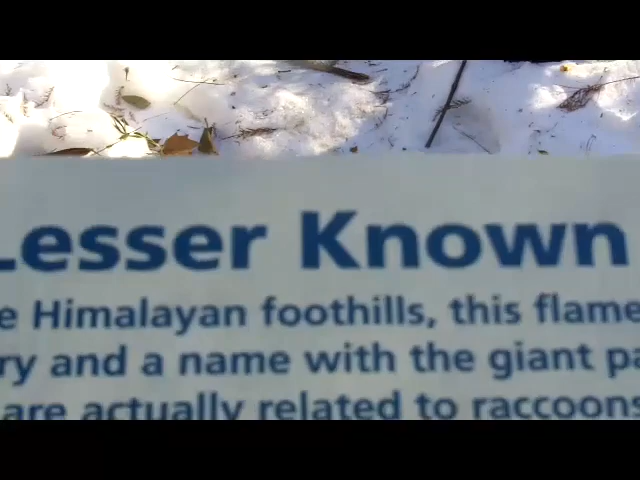 Lesser Known
e Himalayan foothills, this flame
ry and a name with the giant pa
are actually related to raccoons